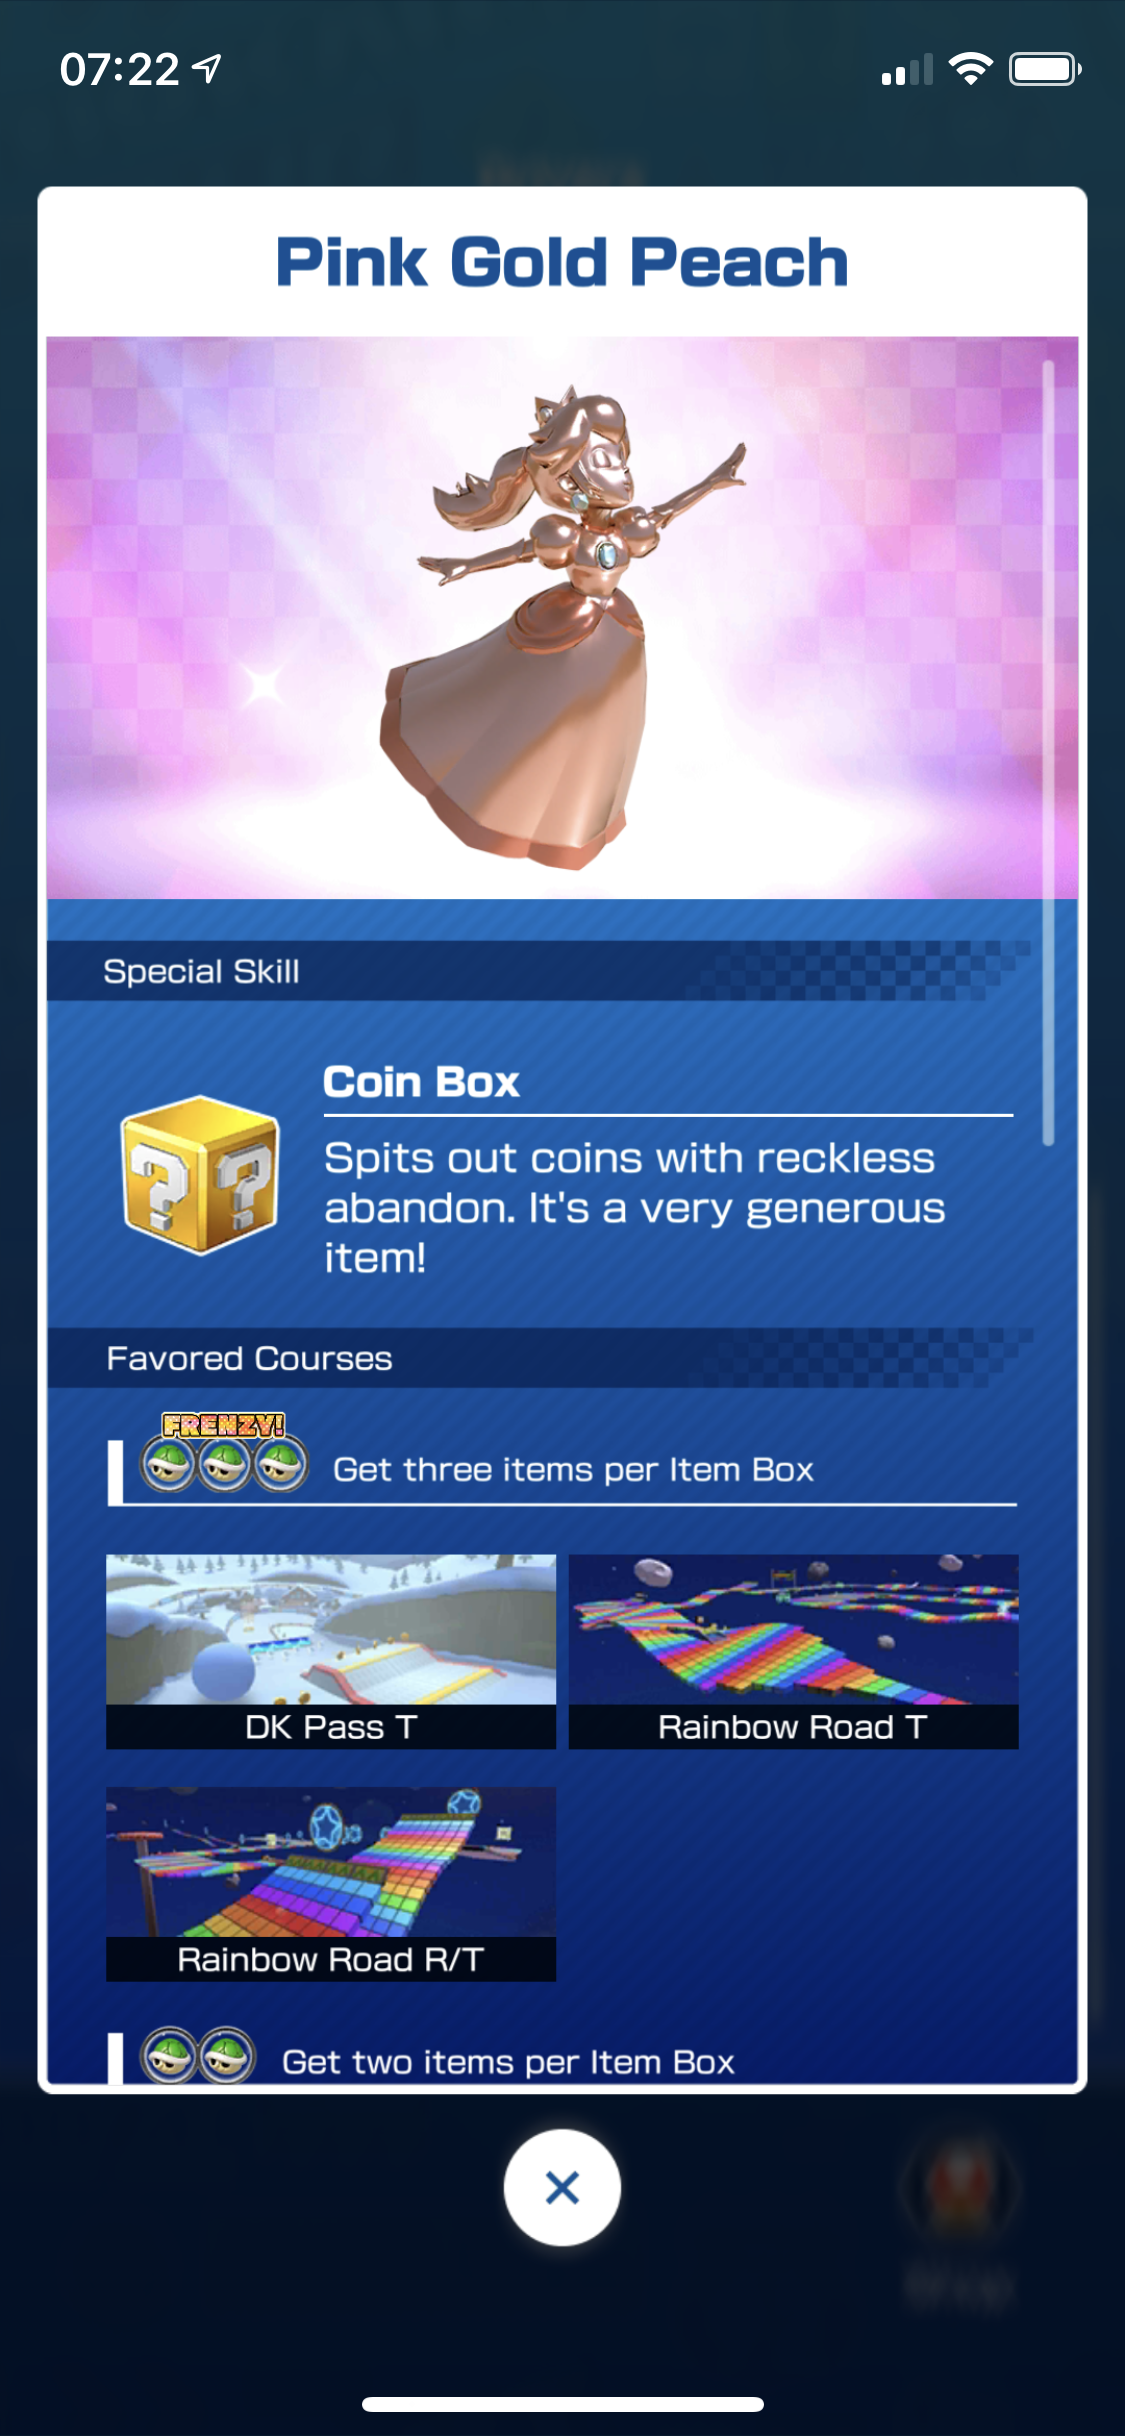 07:22
Pink Gold Peach
Special Skill
Coin Box
Spits out coins with reckless
abandon. It's a very generous
item!
Favored Courses
FRENZY!
Get three items per Item Box
DK Pass T
Rainbow Road T
Rainbow Road R/T
Get two items per Item Box